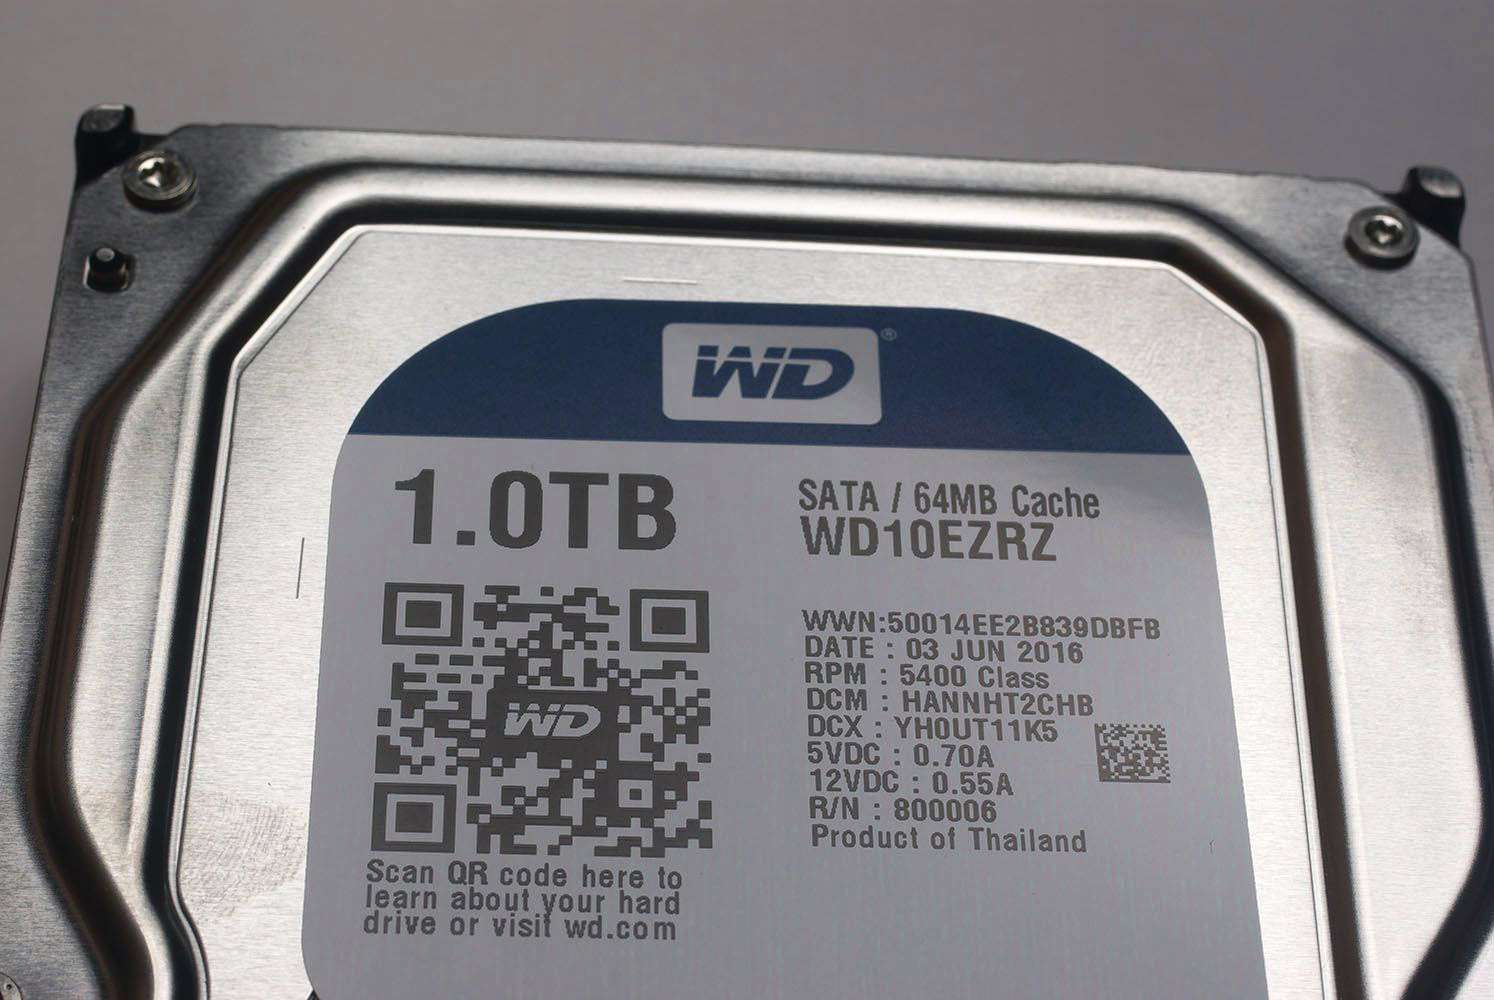 WD®
1.0TB
SATA / 64MB Cache
WD10EZRZ
WWN:50014EE2B839DBFB
DATE : 03 JUN 2016
RPM : 5400 Class
DCM : HANNHT2CHB
DCX : YH0UT11K5
5VDC : 0.70A
12VDC : 0.55A
R/N : 800006
Product of Thailand
WD
Scan QR code here to
learn about your hard
drive or visit wd.com